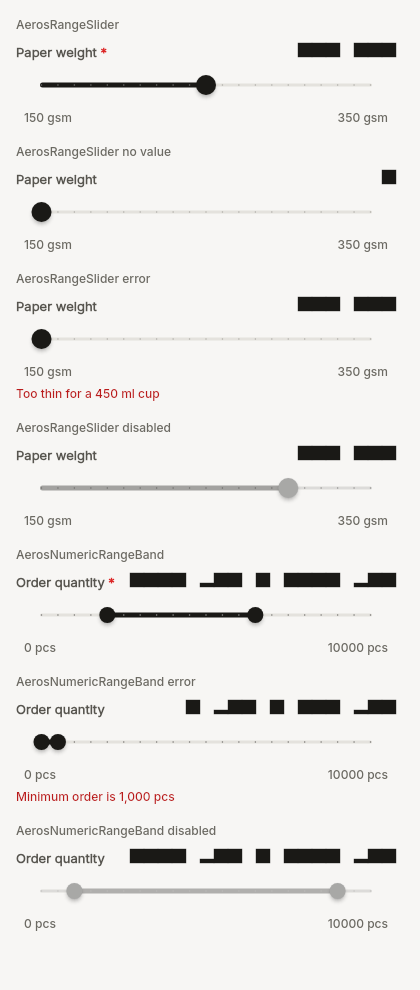 AerosRangeSlider
Paper weight *
150 gsm 350 gsm
AerosRangeSlider no value
Paper weight
150 gsm 350 gsm
AerosRangeSlider error
Paper weight
150 gsm 350 gsm
Too thin for a 450 ml cup
AerosRangeSlider disabled
Paper weight
150 gsm 350 gsm
AerosNumericRangeBand
Order quantity *
0 pcs 10000 pcs
AerosNumericRangeBand error
Order quantity
0 pcs 10000 pcs
Minimum order is 1,000 pcs
AerosNumericRangeBand disabled
Order quantity
0 pcs 10000 pcs